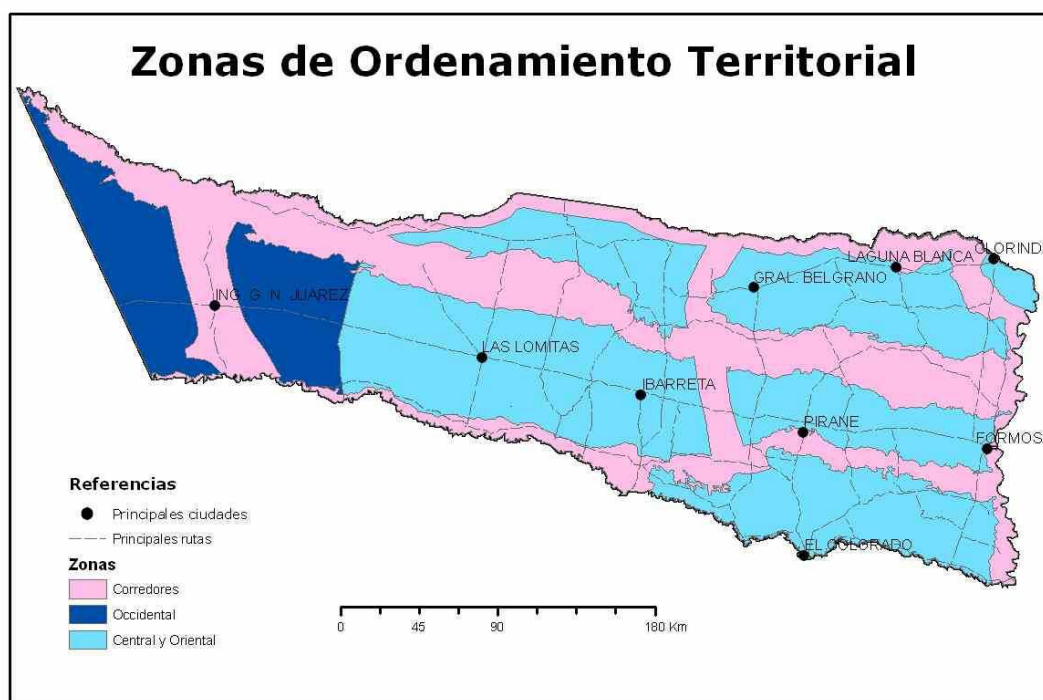 Zonas de Ordenamiento Territorial
CLORIND
LAGUNA BLANCA
GRAL. BELGRANO
ING. G. N. JUAREZ
LAS LOMITAS
IBARRETA
PIRANE
FORMOS
EL COLORADO
Referencias
Principales ciudades
Principales rutas
Zonas
Corredores
Occidental
Central y Oriental
0 45 90 180 Km